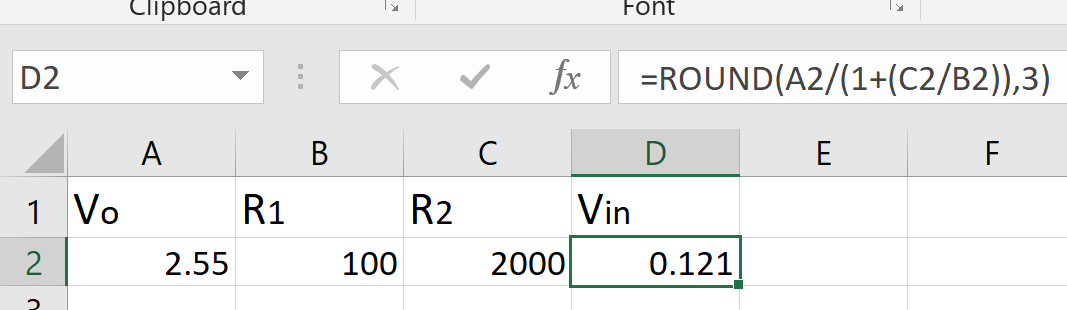 Clipboard Font
D2 fx =ROUND(A2/(1+(C2/B2)),3)
A B C D E F
1 Vo R1 R2 Vin
2 2.55 100 2000 0.121
3